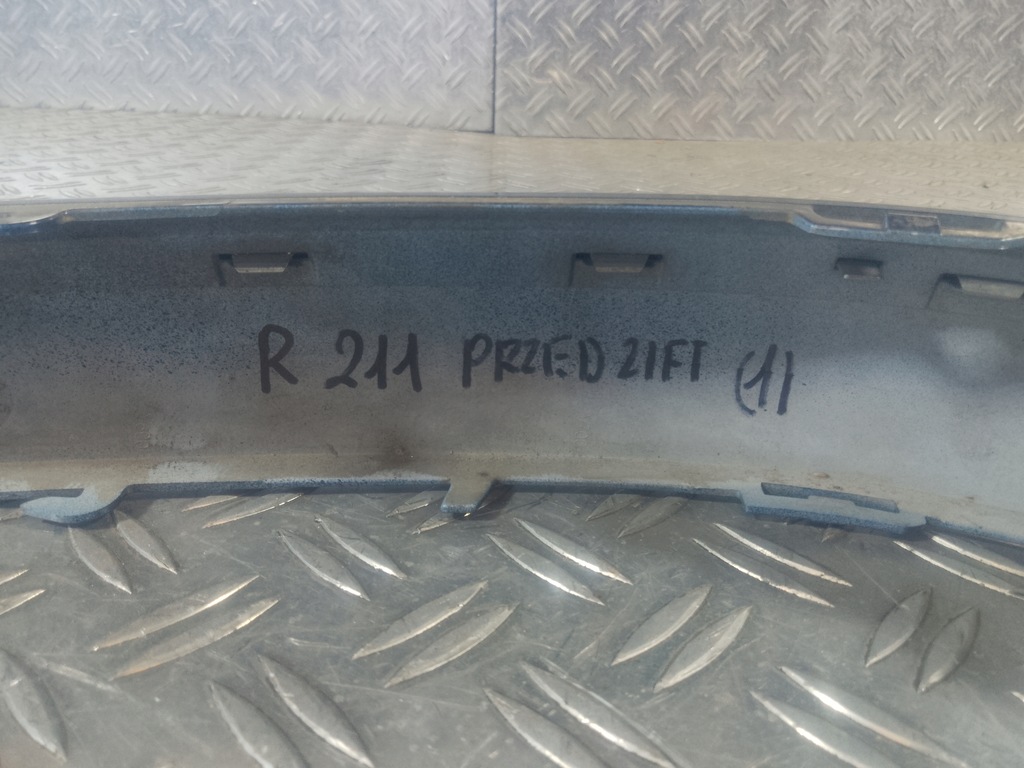 R 211 PRZED LIFT (1)